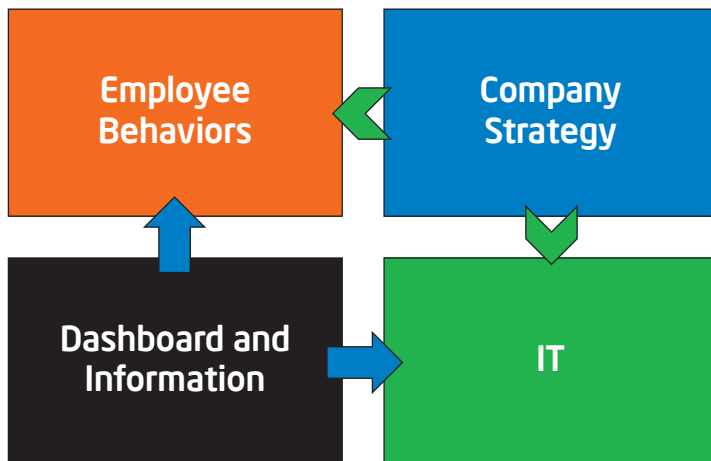 Employee
Behaviors
Company
Strategy
Dashboard and
Information
IT